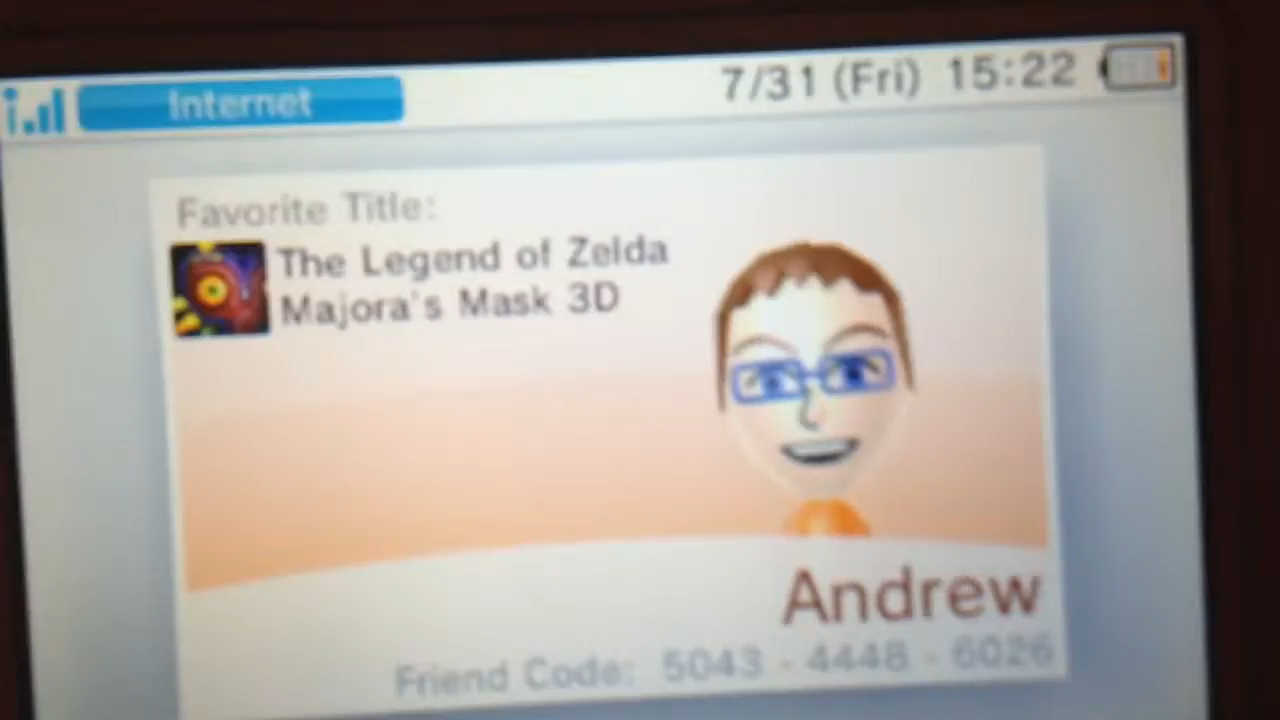 Internet
7/31 (Fri) 15:22
Favorite Title:
The Legend of Zelda
Majora's Mask 3D
Andrew
Friend Code: 5043 - 4448 - 6026